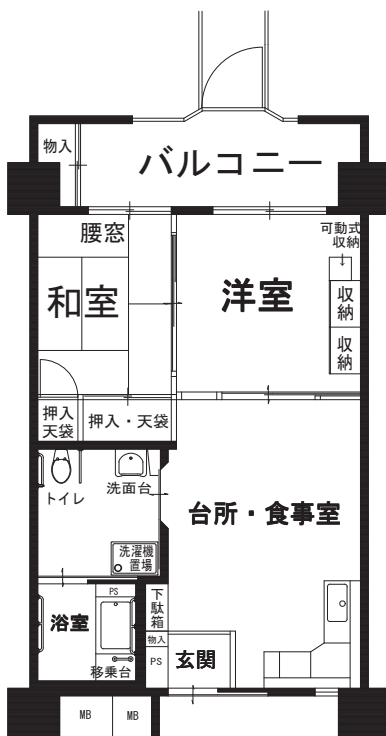 物入
バルコニー
腰窓
可動式
収納
和室
洋室
収納
収納
押入
天袋
押入・天袋
トイレ
洗面台
台所・食事室
洗濯機
置場
PS
下駄箱
浴室
物入
玄関
PS
移乗台
MB
MB